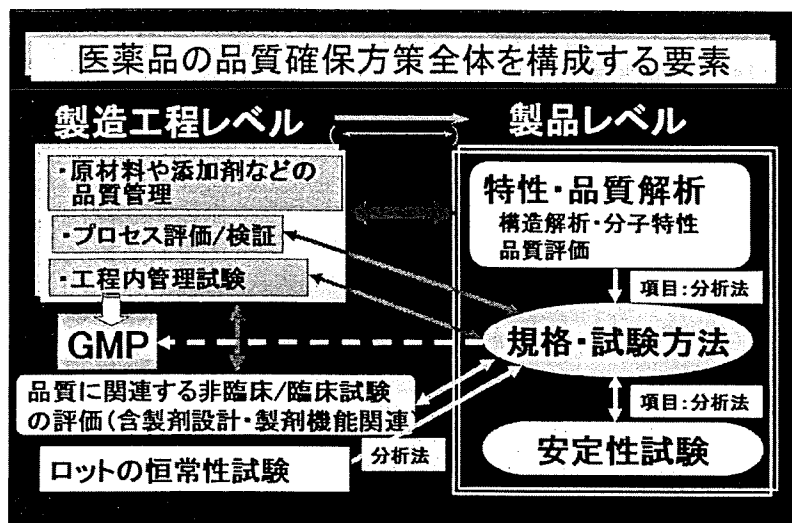 医薬品の品質確保方策全体を構成する要素
製造工程レベル
・原材料や添加剤などの
品質管理
・プロセス評価/検証
・工程内管理試験
GMP
品質に関連する非臨床/臨床試験
の評価(含製剤設計・製剤機能関連)
ロットの恒常性試験
分析法
製品レベル
特性・品質解析
構造解析・分子特性
品質評価
項目:分析法
規格・試験方法
項目:分析法
安定性試験